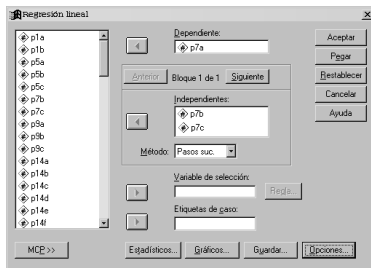 Regresión lineal
p1a
p1b
p5a
p5b
p5c
p7b
p7c
p9a
p9b
p9c
p14a
p14b
p14c
p14d
p14e
p14f
Dependiente:
p7a
Anterior Bloque 1 de 1 Siguiente
Independientes:
p7b
p7c
Método: Pasos suc.
Variable de selección:
Regla...
Etiquetas de caso:
Aceptar
Pegar
Restablecer
Cancelar
Ayuda
MCP >> Estadísticos... Gráficos... Guardar... Opciones...